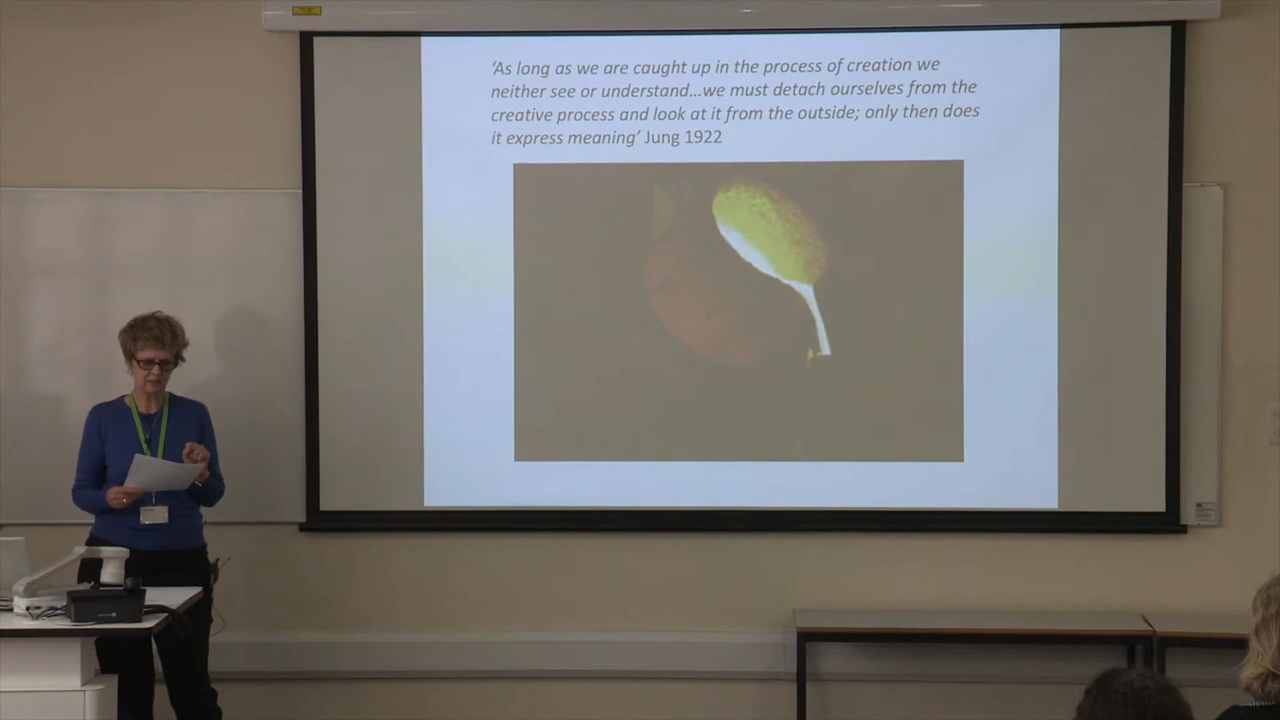 ‘As long as we are caught up in the process of creation we
neither see or understand…we must detach ourselves from the
creative process and look at it from the outside; only then does
it express meaning’ Jung 1922